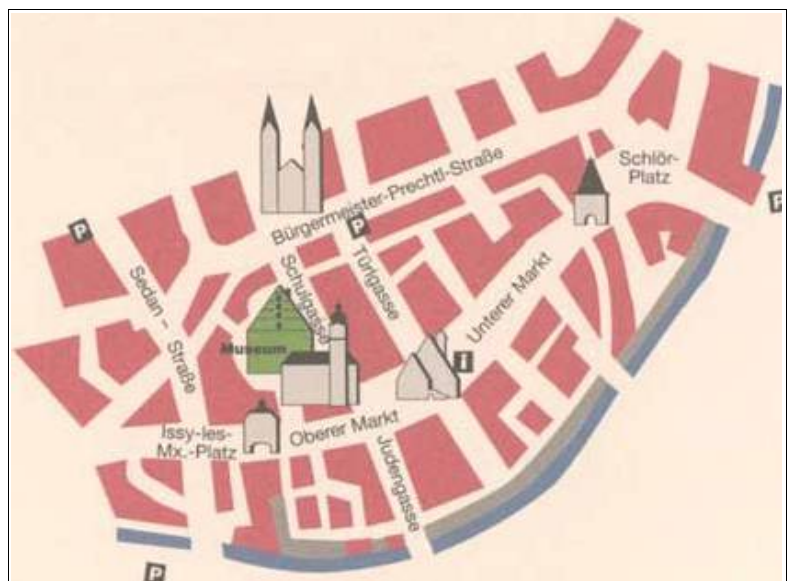 Schlör-
Platz
Bürgermeister-Prechtl-Straße
P
P
P
Türlgasse
Schulgasse
Sedan –
Straße
Unterer Markt
Museum
i
Oberer Markt
Issy-les-
Mx.-Platz
Judengasse
P